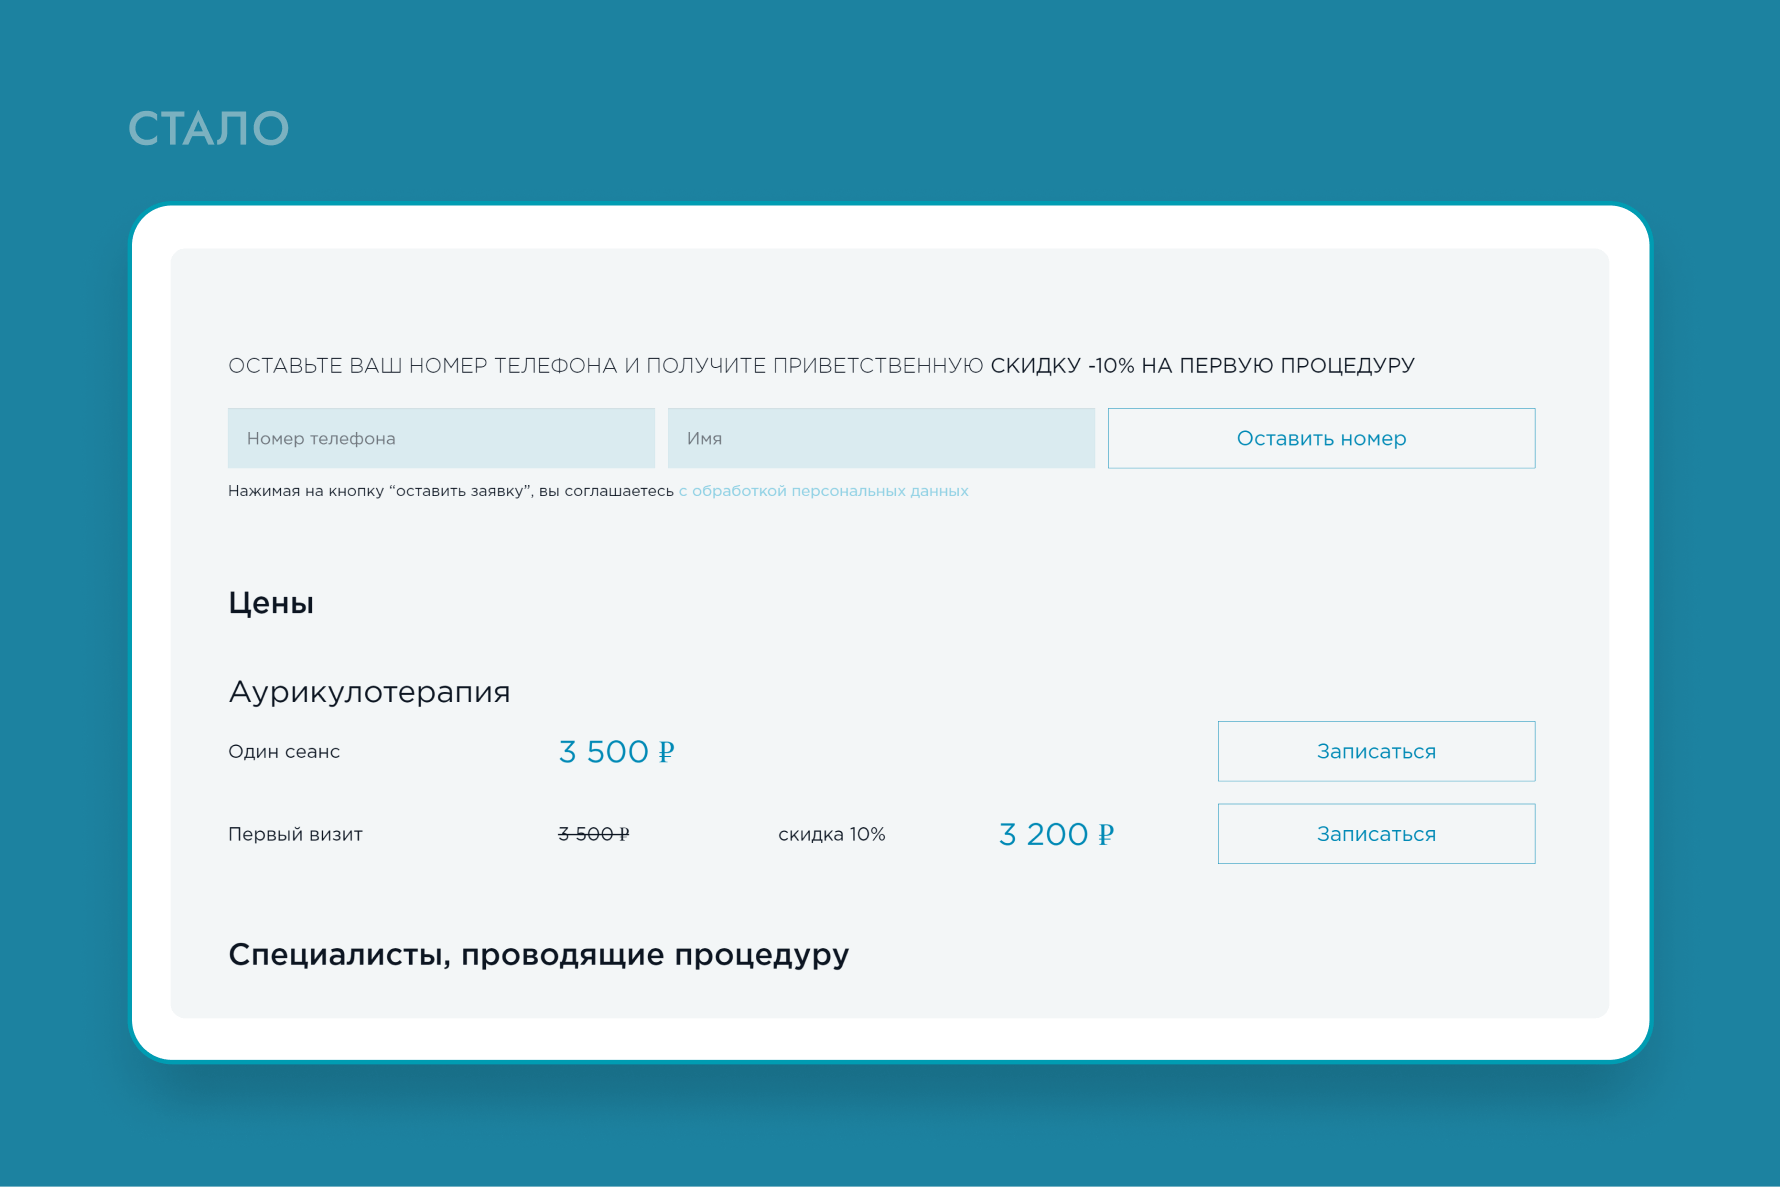 СТАЛО
ОСТАВЬТЕ ВАШ НОМЕР ТЕЛЕФОНА И ПОЛУЧИТЕ ПРИВЕТСТВЕННУЮ СКИДКУ -10% НА ПЕРВУЮ ПРОЦЕДУРУ
Номер телефона Имя Оставить номер
Нажимая на кнопку “оставить заявку”, вы соглашаетесь с обработкой персональных данных
Цены
Аурикулотерапия
Один сеанс 3 500 ₽ Записаться
Первый визит 3 500 ₽ скидка 10% 3 200 ₽ Записаться
Специалисты, проводящие процедуру